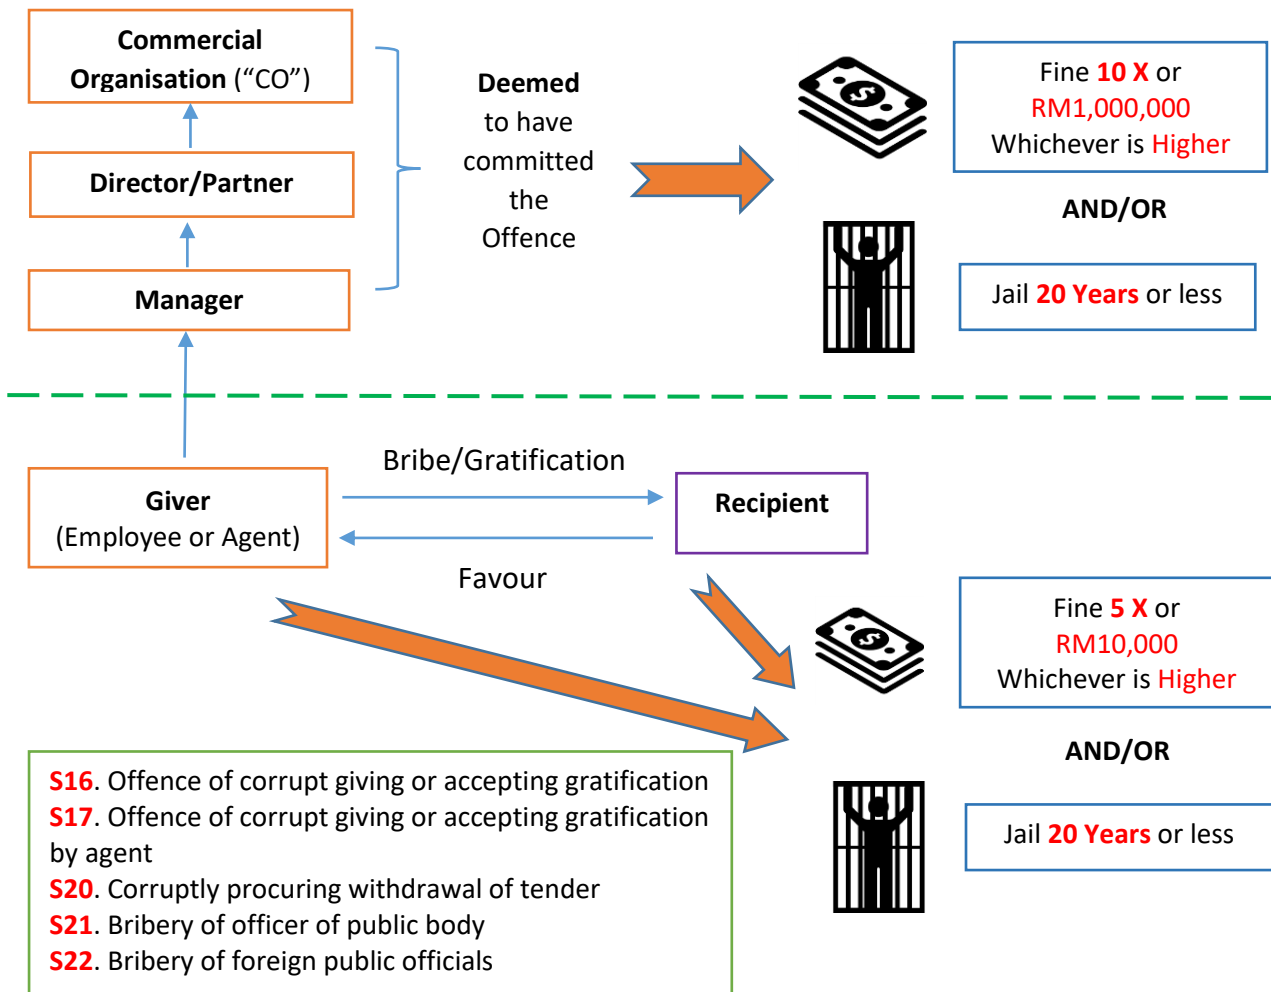 Commercial
Organisation (“CO”)
Director/Partner
Manager
Deemed
to have
committed
the
Offence
Fine 10 X or
RM1,000,000
Whichever is Higher
AND/OR
Jail 20 Years or less
Giver
(Employee or Agent)
Bribe/Gratification
Favour
Recipient
Fine 5 X or
RM10,000
Whichever is Higher
AND/OR
Jail 20 Years or less
S16. Offence of corrupt giving or accepting gratification
S17. Offence of corrupt giving or accepting gratification
by agent
S20. Corruptly procuring withdrawal of tender
S21. Bribery of officer of public body
S22. Bribery of foreign public officials